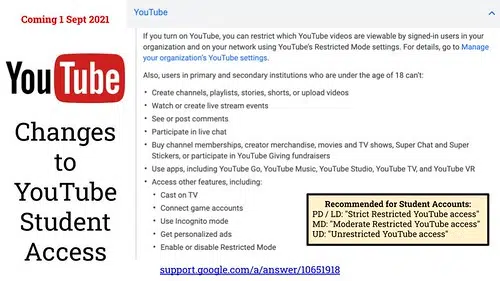 Coming 1 Sept 2021
YouTube
Changes
to
YouTube
Student
Access
YouTube
If you turn on YouTube, you can restrict which YouTube videos are viewable by signed-in users in your
organization and on your network using YouTube's Restricted Mode settings. For details, go to Manage
your organization's YouTube settings.
Also, users in primary and secondary institutions who are under the age of 18 can't:
• Create channels, playlists, stories, shorts, or upload videos
• Watch or create live stream events
• See or post comments
• Participate in live chat
• Buy channel memberships, creator merchandise, movies and TV shows, Super Chat and Super
Stickers, or participate in YouTube Giving fundraisers
• Use apps, including YouTube Go, YouTube Music, YouTube Studio, YouTube TV, and YouTube VR
• Access other features, including:
• Cast on TV
• Connect game accounts
• Use Incognito mode
• Get personalized ads
• Enable or disable Restricted Mode
Recommended for Student Accounts:
PD / LD: "Strict Restricted YouTube access"
MD: "Moderate Restricted YouTube access"
UD: "Unrestricted YouTube access"
support.google.com/a/answer/10651918